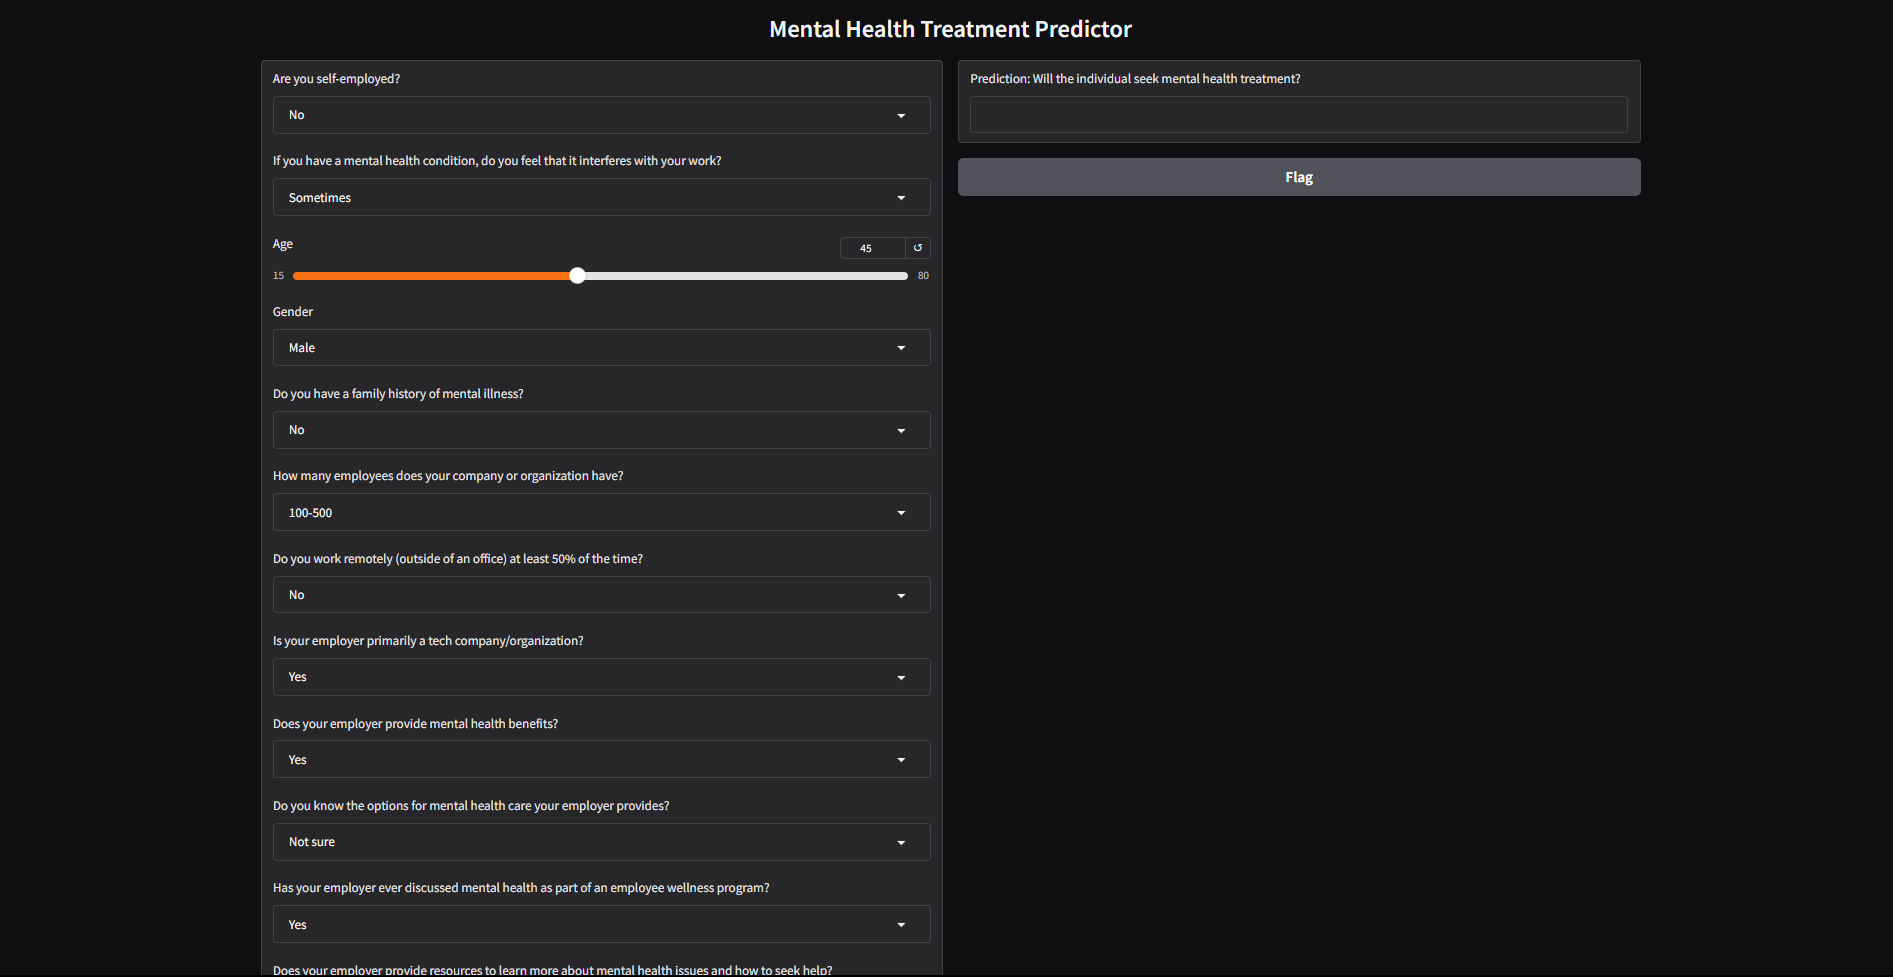 Mental Health Treatment Predictor
Are you self-employed?
No
If you have a mental health condition, do you feel that it interferes with your work?
Sometimes
Age
45
↺
15
80
Gender
Male
Do you have a family history of mental illness?
No
How many employees does your company or organization have?
100-500
Do you work remotely (outside of an office) at least 50% of the time?
No
Is your employer primarily a tech company/organization?
Yes
Does your employer provide mental health benefits?
Yes
Do you know the options for mental health care your employer provides?
Not sure
Has your employer ever discussed mental health as part of an employee wellness program?
Yes
Does your employer provide resources to learn more about mental health issues and how to seek help?
Prediction: Will the individual seek mental health treatment?
Flag